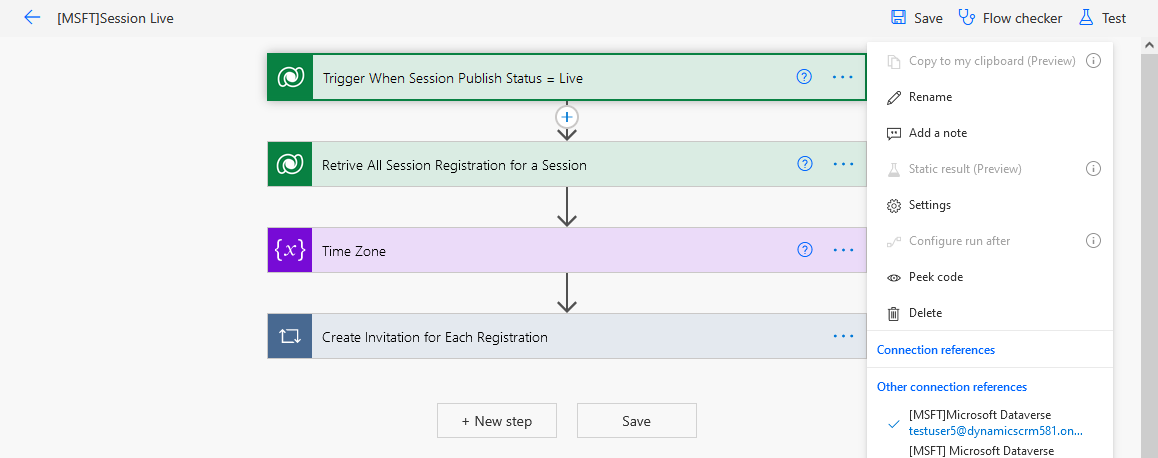 [MSFT]Session Live
Save
Flow checker
Test
Trigger When Session Publish Status = Live
Retrive All Session Registration for a Session
{x} Time Zone
Create Invitation for Each Registration
+ New step
Save
Copy to my clipboard (Preview)
Rename
Add a note
Static result (Preview)
Settings
Configure run after
Peek code
Delete
Connection references
Other connection references
[MSFT]Microsoft Dataverse
testuser5@dynamicscrm581.on...
[MSFT] Microsoft Dataverse